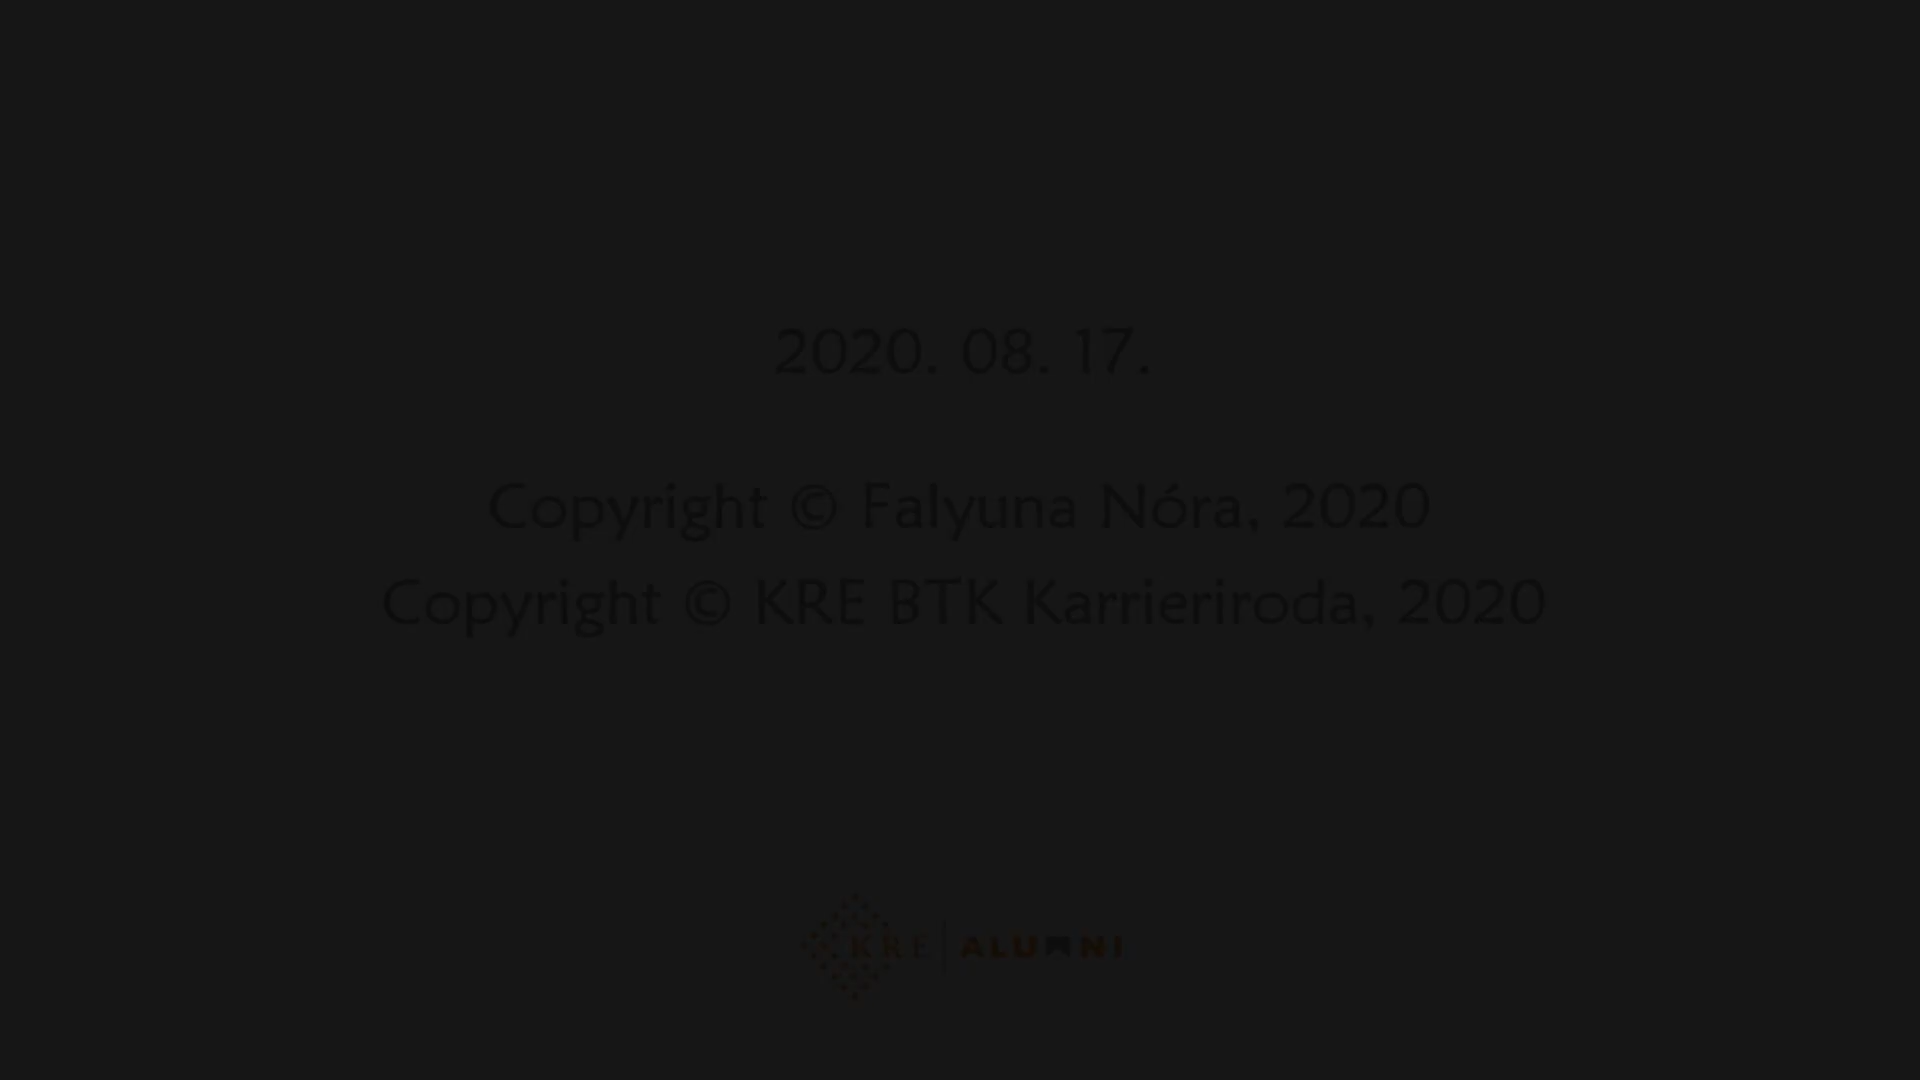 2020. 08. 17.
Copyright © Falyuna Nóra, 2020
Copyright © KRE BTK Karrieriroda, 2020
KRE | ALUMNI